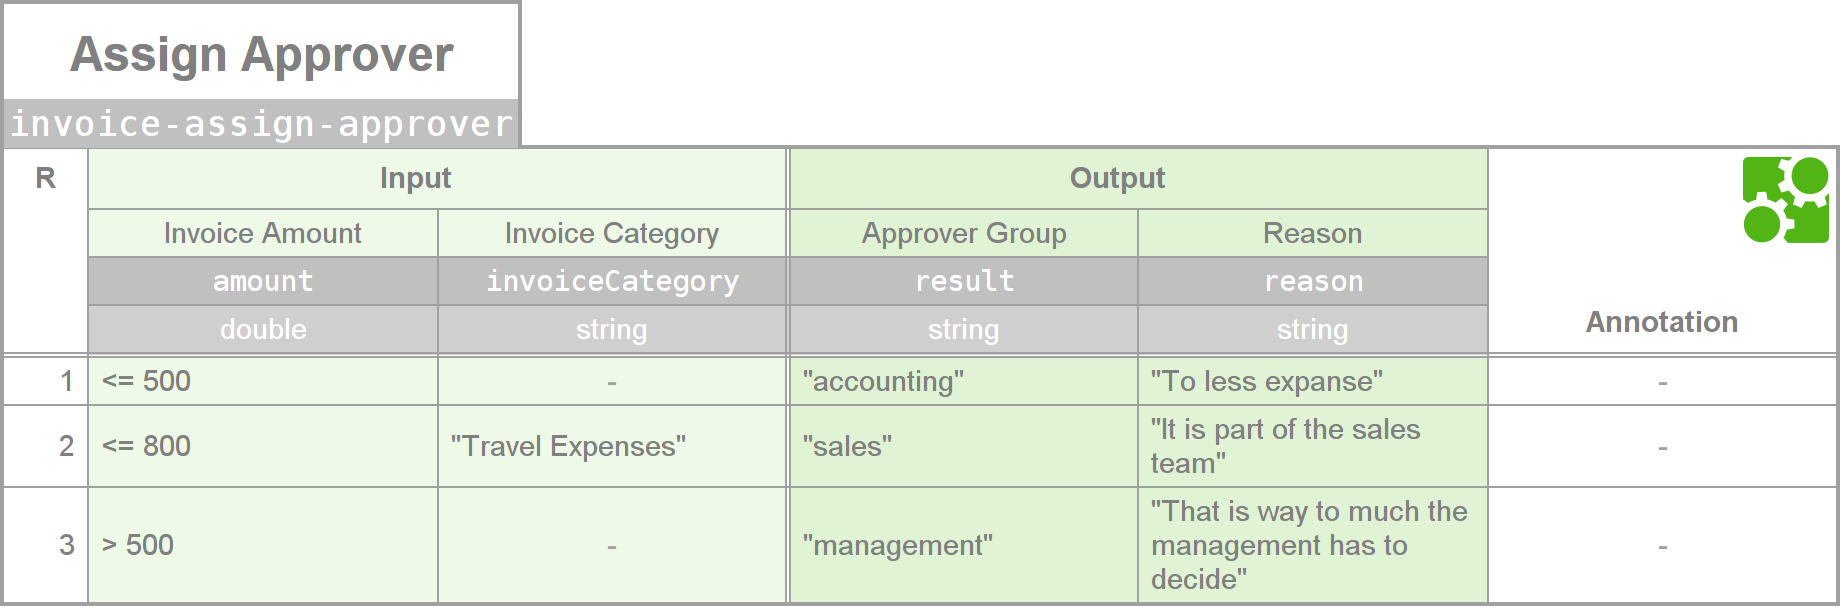 Assign Approver
invoice-assign-approver
R Input Output
Invoice Amount Invoice Category Approver Group Reason
amount invoiceCategory result reason
double string string string Annotation
1 <= 500 - "accounting" "To less expanse" -
2 <= 800 "Travel Expenses" "sales" "It is part of the sales
team" -
3 > 500 - "management" "That is way to much the
management has to
decide" -